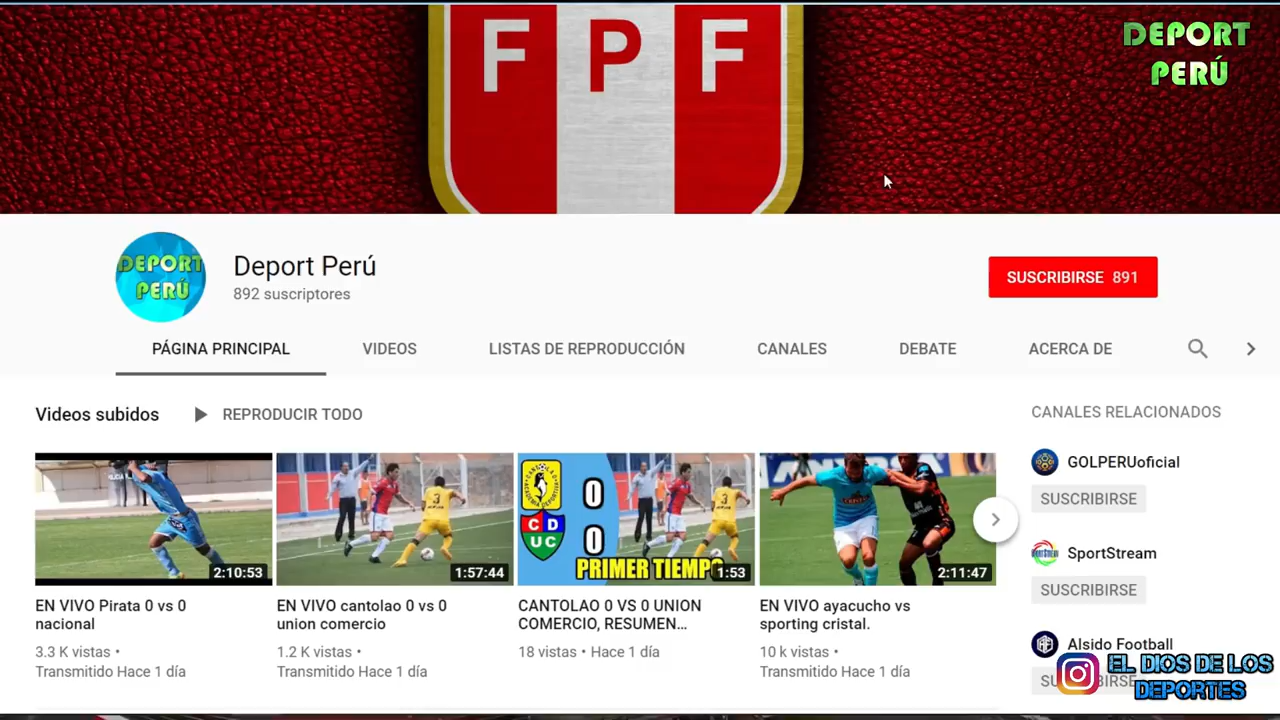 F P F
DEPORT
PERÚ
DEPORT
PERÚ
Deport Perú
892 suscriptores
SUSCRIBIRSE 891
PÁGINA PRINCIPAL
VIDEOS
LISTAS DE REPRODUCCIÓN
CANALES
DEBATE
ACERCA DE
Videos subidos
REPRODUCIR TODO
CANALES RELACIONADOS
2:10:53
EN VIVO Pirata 0 vs 0
nacional
3.3 K vistas •
Transmitido Hace 1 día
3
1:57:44
EN VIVO cantolao 0 vs 0
union comercio
1.2 K vistas •
Transmitido Hace 1 día
0
C D
U C
0
3
PRIMER TIEMPO
1:53
CANTOLAO 0 VS 0 UNION
COMERCIO, RESUMEN...
18 vistas • Hace 1 día
2:11:47
EN VIVO ayacucho vs
sporting cristal.
10 k vistas •
Transmitido Hace 1 día
GOLPERUoficial
SUSCRIBIRSE
SportStream
SUSCRIBIRSE
Alsido Football
EL DIOS DE LOS
DEPORTES